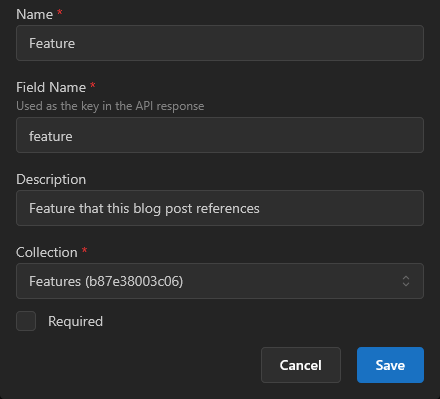 Name *
Feature
Field Name *
Used as the key in the API response
feature
Description
Feature that this blog post references
Collection *
Features (b87e38003c06)
Required
Cancel Save